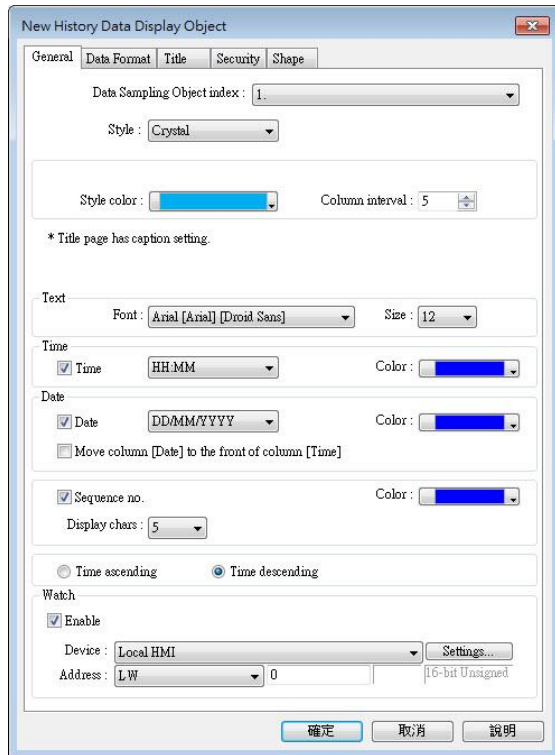 New History Data Display Object
General Data Format Title Security Shape
Data Sampling Object index : 1.
Style : Crystal
Style color : Column interval : 5
* Title page has caption setting.
Text
Font : Arial [Arial] [Droid Sans] Size : 12
Time
Time HH:MM Color :
Date
Date DD/MM/YYYY Color :
Move column [Date] to the front of column [Time]
Sequence no. Color :
Display chars : 5
Time ascending Time descending
Watch
Enable
Device : Local HMI Settings...
Address : LW 0 16-bit Unsigned
確定 取消 說明